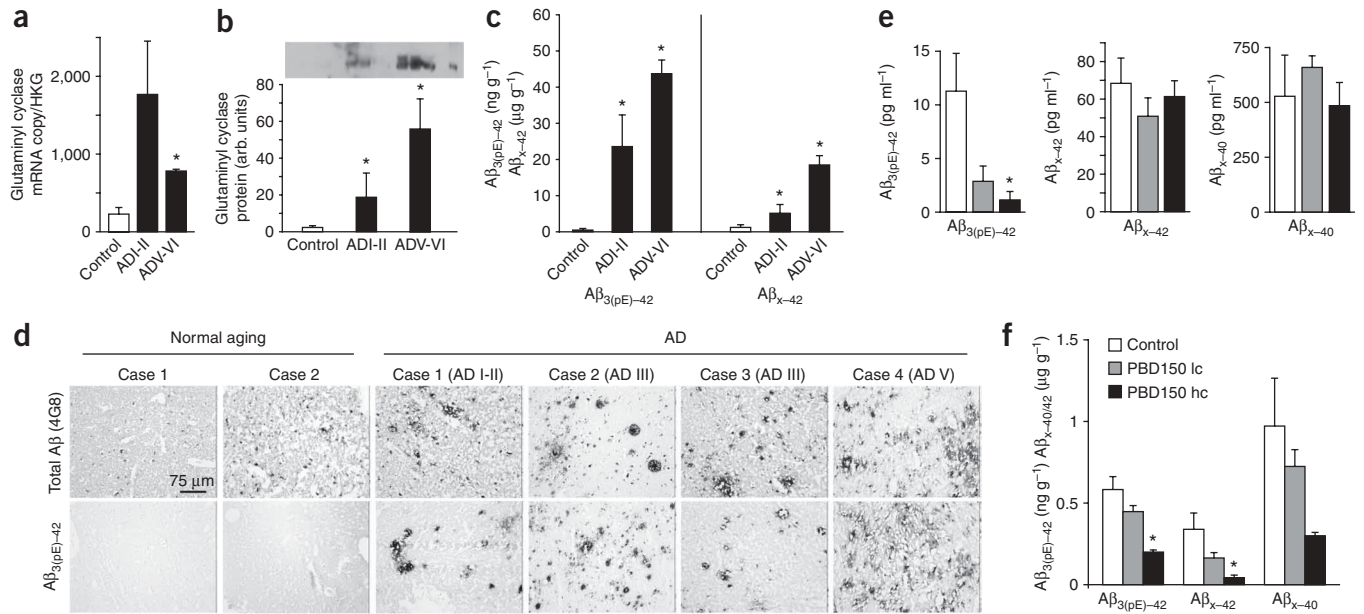 a
Glutaminyl cyclase
mRNA copy/HKG
2,000
1,000
0
*
Control
ADI-II
ADV-VI
b
Glutaminyl cyclase
protein (arb. units)
80
60
40
20
0
*
*
Control ADI-II ADV-VI
c
Aβ3(pE)–42 (ng g–1)
Aβx–42 (μg g–1)
60
50
40
30
20
10
0
*
*
*
*
Control
ADI-II
ADV-VI
Control
ADI-II
ADV-VI
Aβ3(pE)–42
Aβx–42
e
Aβ3(pE)–42 (pg ml–1)
15
10
5
0
*
Aβ3(pE)–42
Aβx–42 (pg ml–1)
100
80
60
40
20
0
Aβx–42
Aβx–40 (pg ml–1)
750
500
250
0
Aβx–40
d
Normal aging
AD
Case 1
Case 2
Case 1 (AD I-II)
Case 2 (AD III)
Case 3 (AD III)
Case 4 (AD V)
Total Aβ (4G8)
75 μm
Aβ3(pE)–42
f
Aβ3(pE)–42 (ng g–1) Aβx–40/42 (μg g–1)
1.5
1
0.5
0
Control
PBD150 lc
PBD150 hc
*
*
Aβ3(pE)–42
Aβx–42
Aβx–40